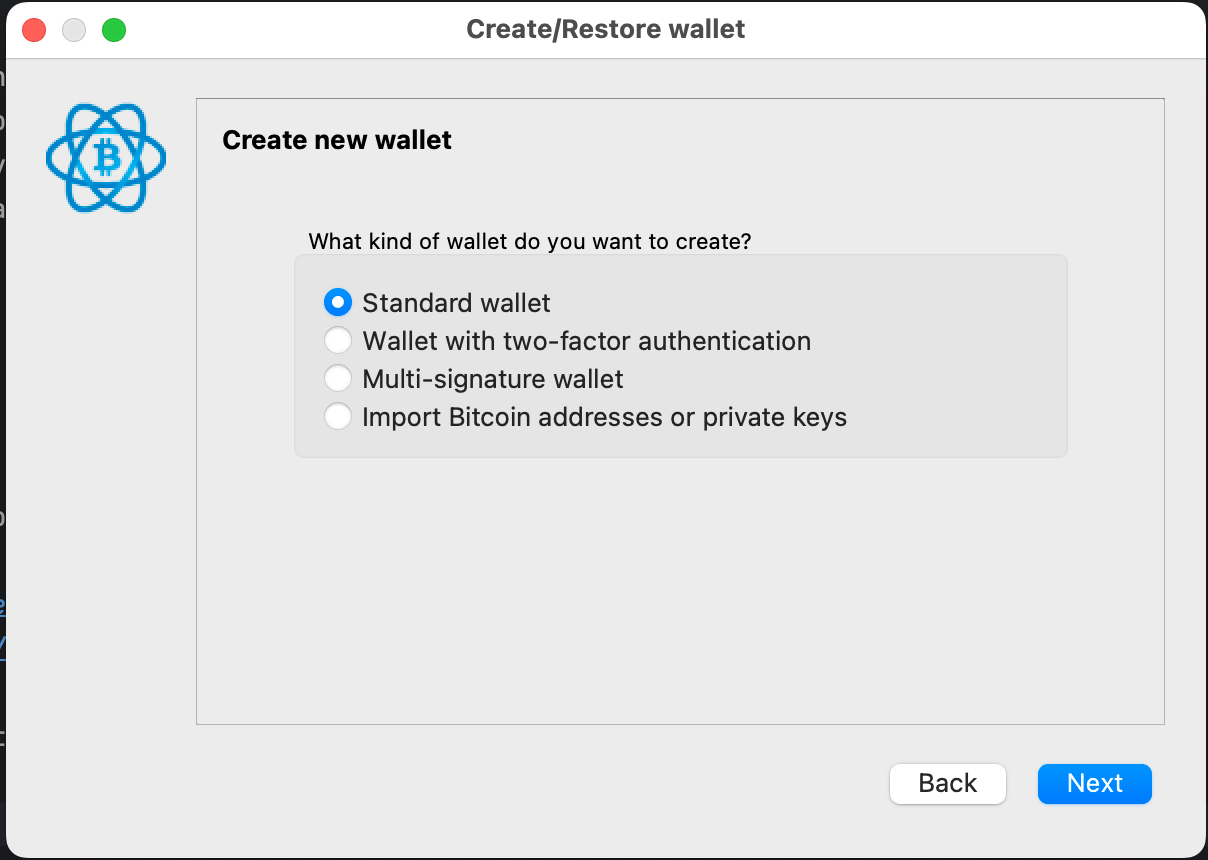 Create/Restore wallet
Create new wallet
What kind of wallet do you want to create?
Standard wallet
Wallet with two-factor authentication
Multi-signature wallet
Import Bitcoin addresses or private keys
Back
Next